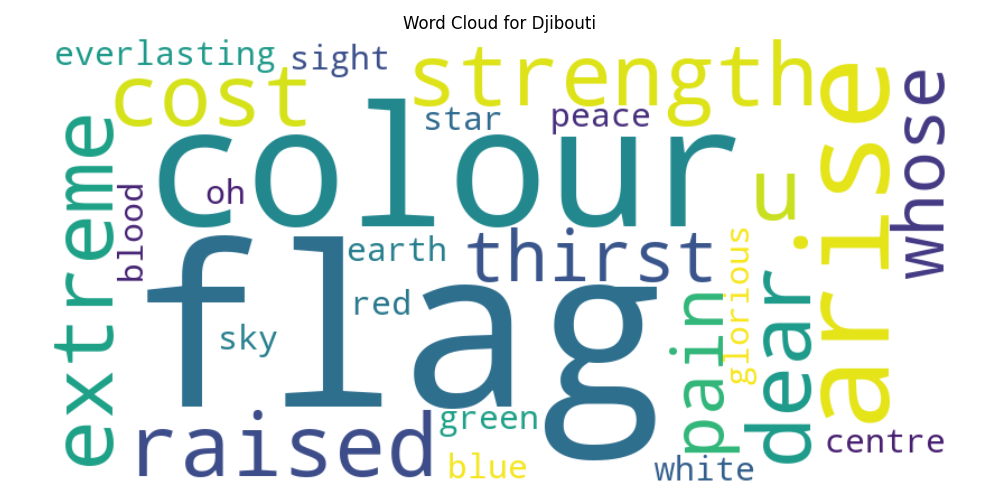 Word Cloud for Djibouti
everlasting
sight
cost
strengthe
whose
extreme
star
peace
arise
colour
oh
blood
u
earth
thirst
flag
red
sky
pain
glorious
dear
raised
green
blue
white
centre